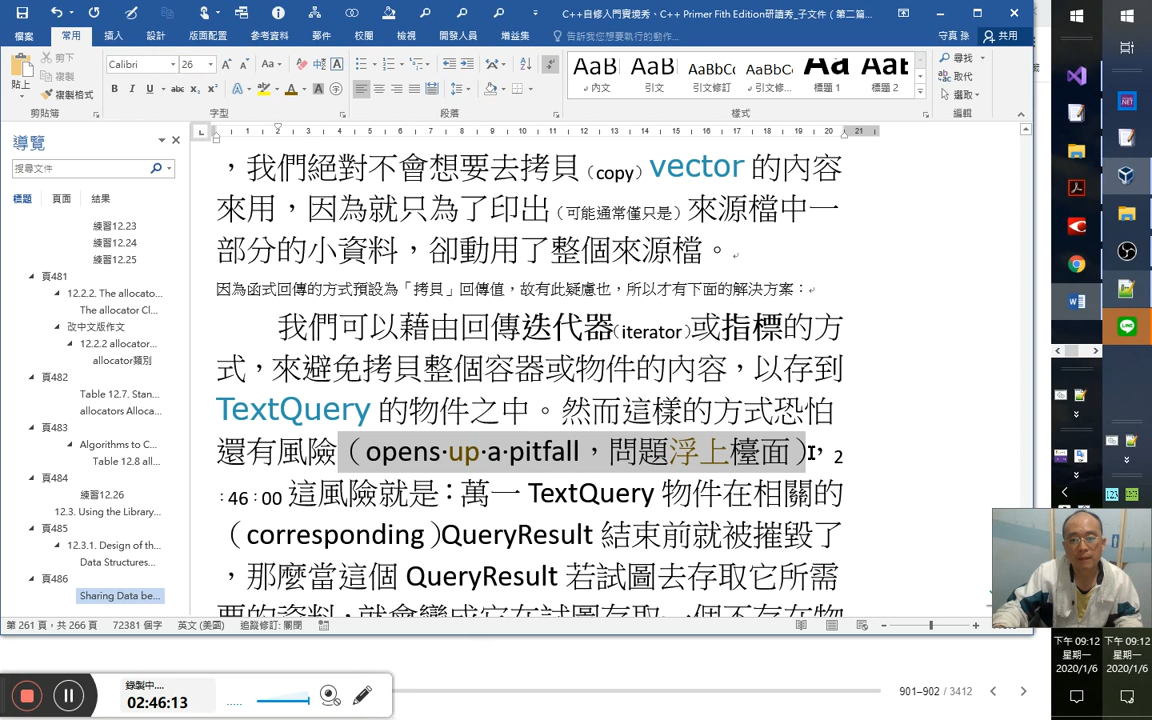 C++自修入門實境秀、C++ Primer Fith Edition研讀秀_子文件（第二篇...
檔案 常用 插入 設計 版面配置 參考資料 郵件 校閱 檢視 開發人員 增益集 告訴我您想要執行的動作... 守真 孫 共用
貼上 剪下 複製 複製格式 Calibri 26
剪貼簿 字型 段落 樣式 編輯
AaB AaB AaBbC AaBbC AaB AaB
內文 引文 引文修訂 引文修... 標題 1 標題 2
尋找 取代 選取
導覽
搜尋文件
標題 頁面 結果
練習12.23
練習12.24
練習12.25
頁481
12.2.2. The allocato...
The allocator Cl...
改中文版作文
12.2.2 allocator...
allocator類別
頁482
Table 12.7. Stan...
allocators Alloca...
頁483
Algorithms to C...
Table 12.8 all...
頁484
練習12.26
12.3. Using the Library...
頁485
12.3.1. Design of th...
Data Structures...
頁486
Sharing Data be...
，我們絕對不會想要去拷貝（copy）vector 的內容
來用，因為就只為了印出（可能通常僅只是）來源檔中一
部分的小資料，卻動用了整個來源檔。
因為函式回傳的方式預設為「拷貝」回傳值，故有此疑慮也，所以才有下面的解決方案：
我們可以藉由回傳迭代器（iterator）或指標的方
式，來避免拷貝整個容器或物件的內容，以存到
TextQuery 的物件之中。然而這樣的方式恐怕
還有風險（opens·up·a·pitfall，問題浮上檯面），2
:46:00 這風險就是：萬一 TextQuery 物件在相關的
（corresponding）QueryResult 結束前就被摧毀了
，那麼當這個 QueryResult 若試圖去存取它所需
要的資料，就會變成它在試圖存取一個不存在物
第 261 頁，共 266 頁 72381 個字 英文 (美國) 追蹤修訂: 關閉
錄製中....
02:46:13
901–902 / 3412
下午 09:12
星期一
2020/1/6
下午 09:12
星期一
2020/1/6